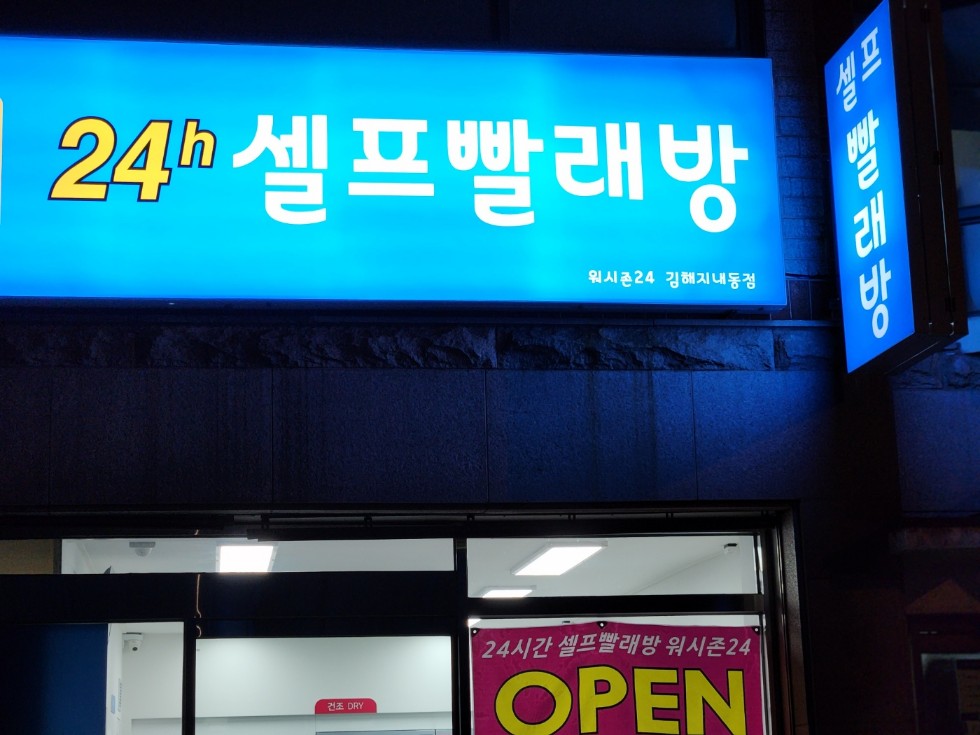 24h 셀프빨래방
워시존24 김해지내동점
셀프 빨래방
24시간 셀프빨래방 워시존24
OPEN
건조 DRY